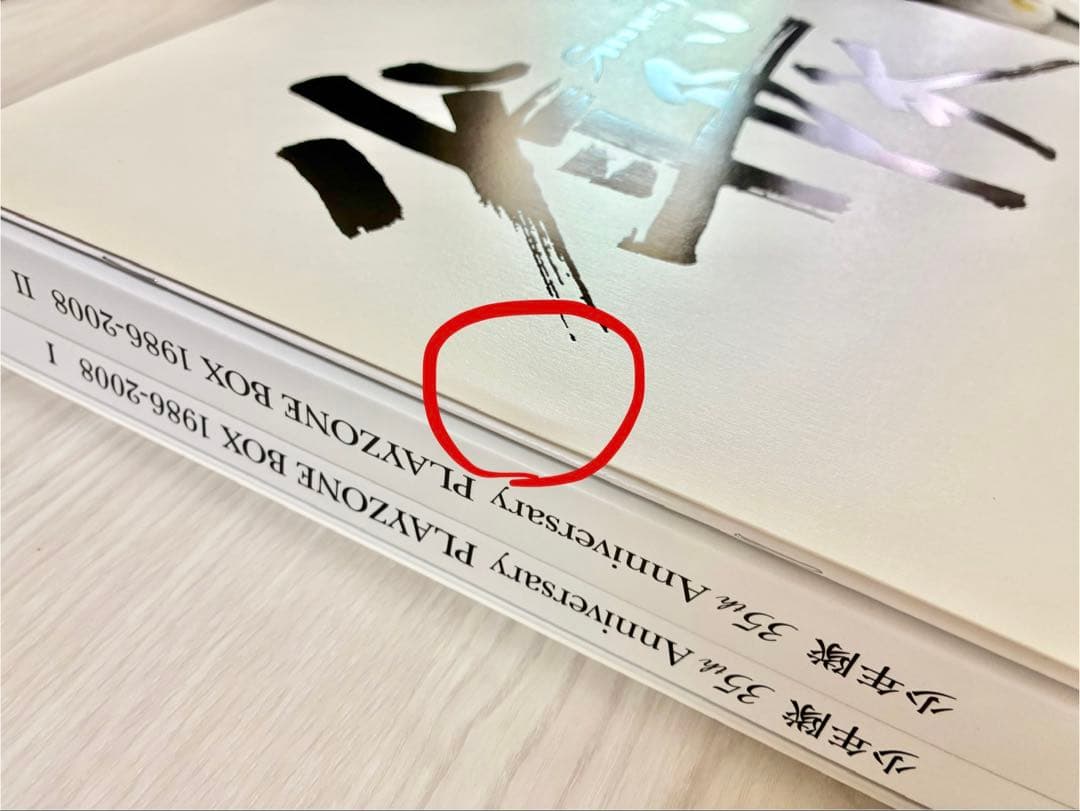 少年隊 35th Anniversary PLAYZONE BOX 1986-2008 I
少年隊 35th Anniversary PLAYZONE BOX 1986-2008 II